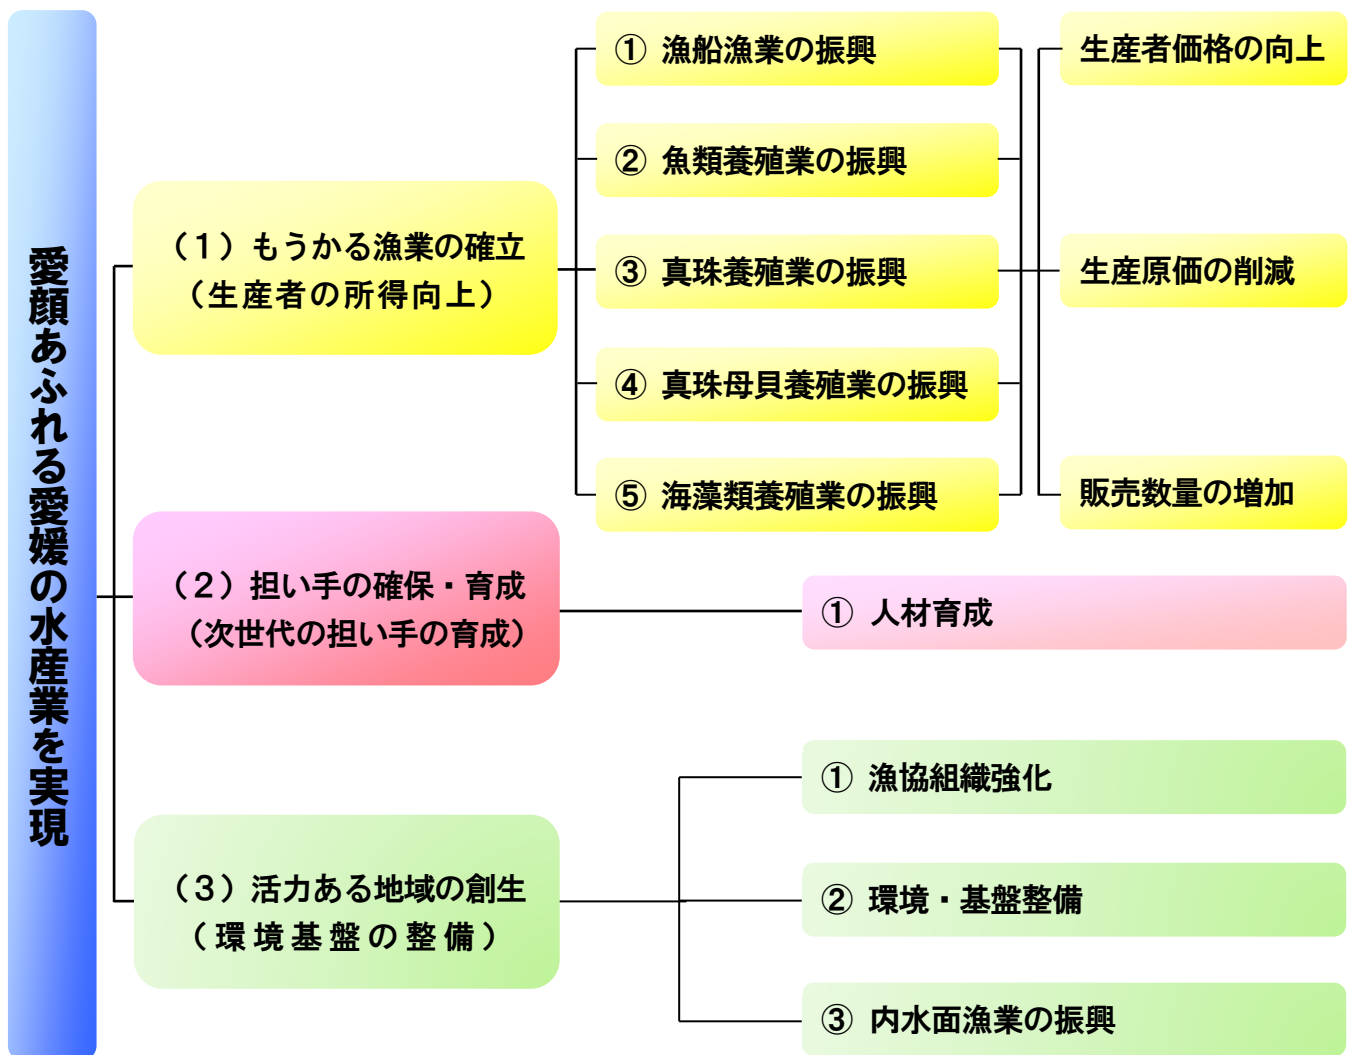 愛顔あふれる愛媛の水産業を実現
（１）もうかる漁業の確立
（生産者の所得向上）
① 漁船漁業の振興
② 魚類養殖業の振興
③ 真珠養殖業の振興
④ 真珠母貝養殖業の振興
⑤ 海藻類養殖業の振興
生産者価格の向上
生産原価の削減
販売数量の増加
（２）担い手の確保・育成
（次世代の担い手の育成）
① 人材育成
（３）活力ある地域の創生
（環境基盤の整備）
① 漁協組織強化
② 環境・基盤整備
③ 内水面漁業の振興